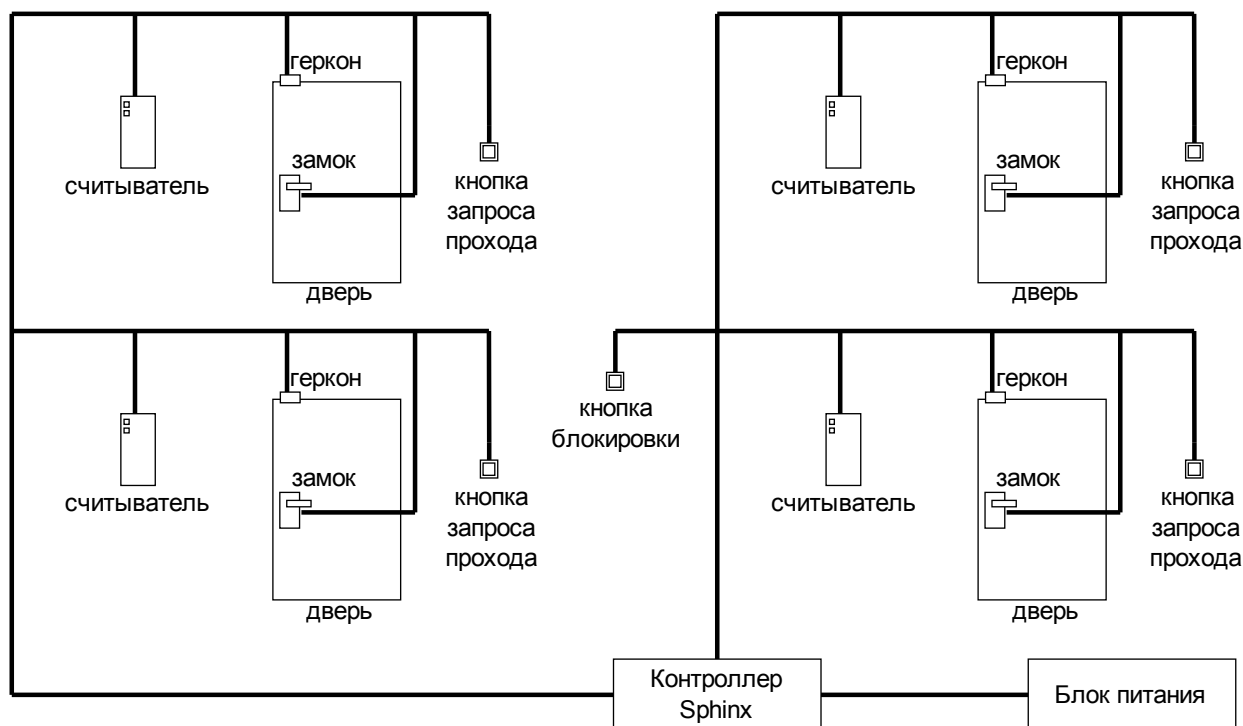 геркон
геркон
замок
замок
считыватель
кнопка
запроса
прохода
считыватель
кнопка
запроса
прохода
дверь
дверь
геркон
геркон
кнопка
блокировки
замок
замок
считыватель
кнопка
запроса
прохода
считыватель
кнопка
запроса
прохода
дверь
дверь
Контроллер
Sphinx
Блок питания